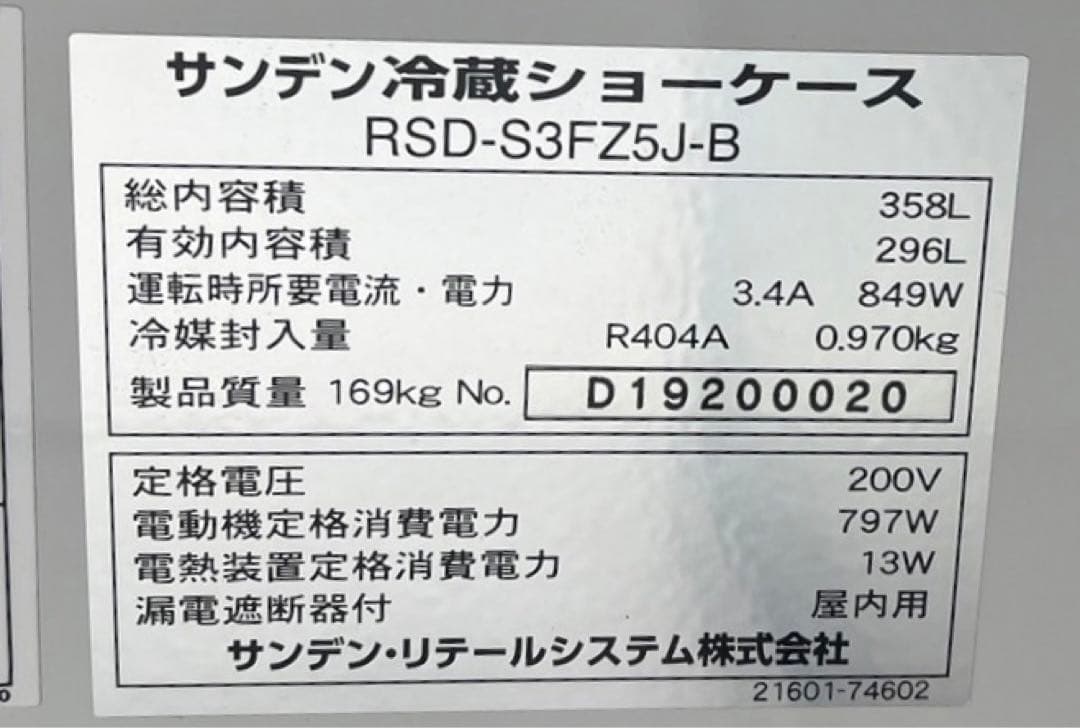 サンデン冷蔵ショーケース
RSD-S3FZ5J-B
総内容積 358L
有効内容積 296L
運転時所要電流・電力 3.4A 849W
冷媒封入量 R404A 0.970kg
製品質量 169kg No. D19200020
定格電圧 200V
電動機定格消費電力 797W
電熱装置定格消費電力 13W
漏電遮断器付 屋内用
サンデン・リテールシステム株式会社
21601-74602